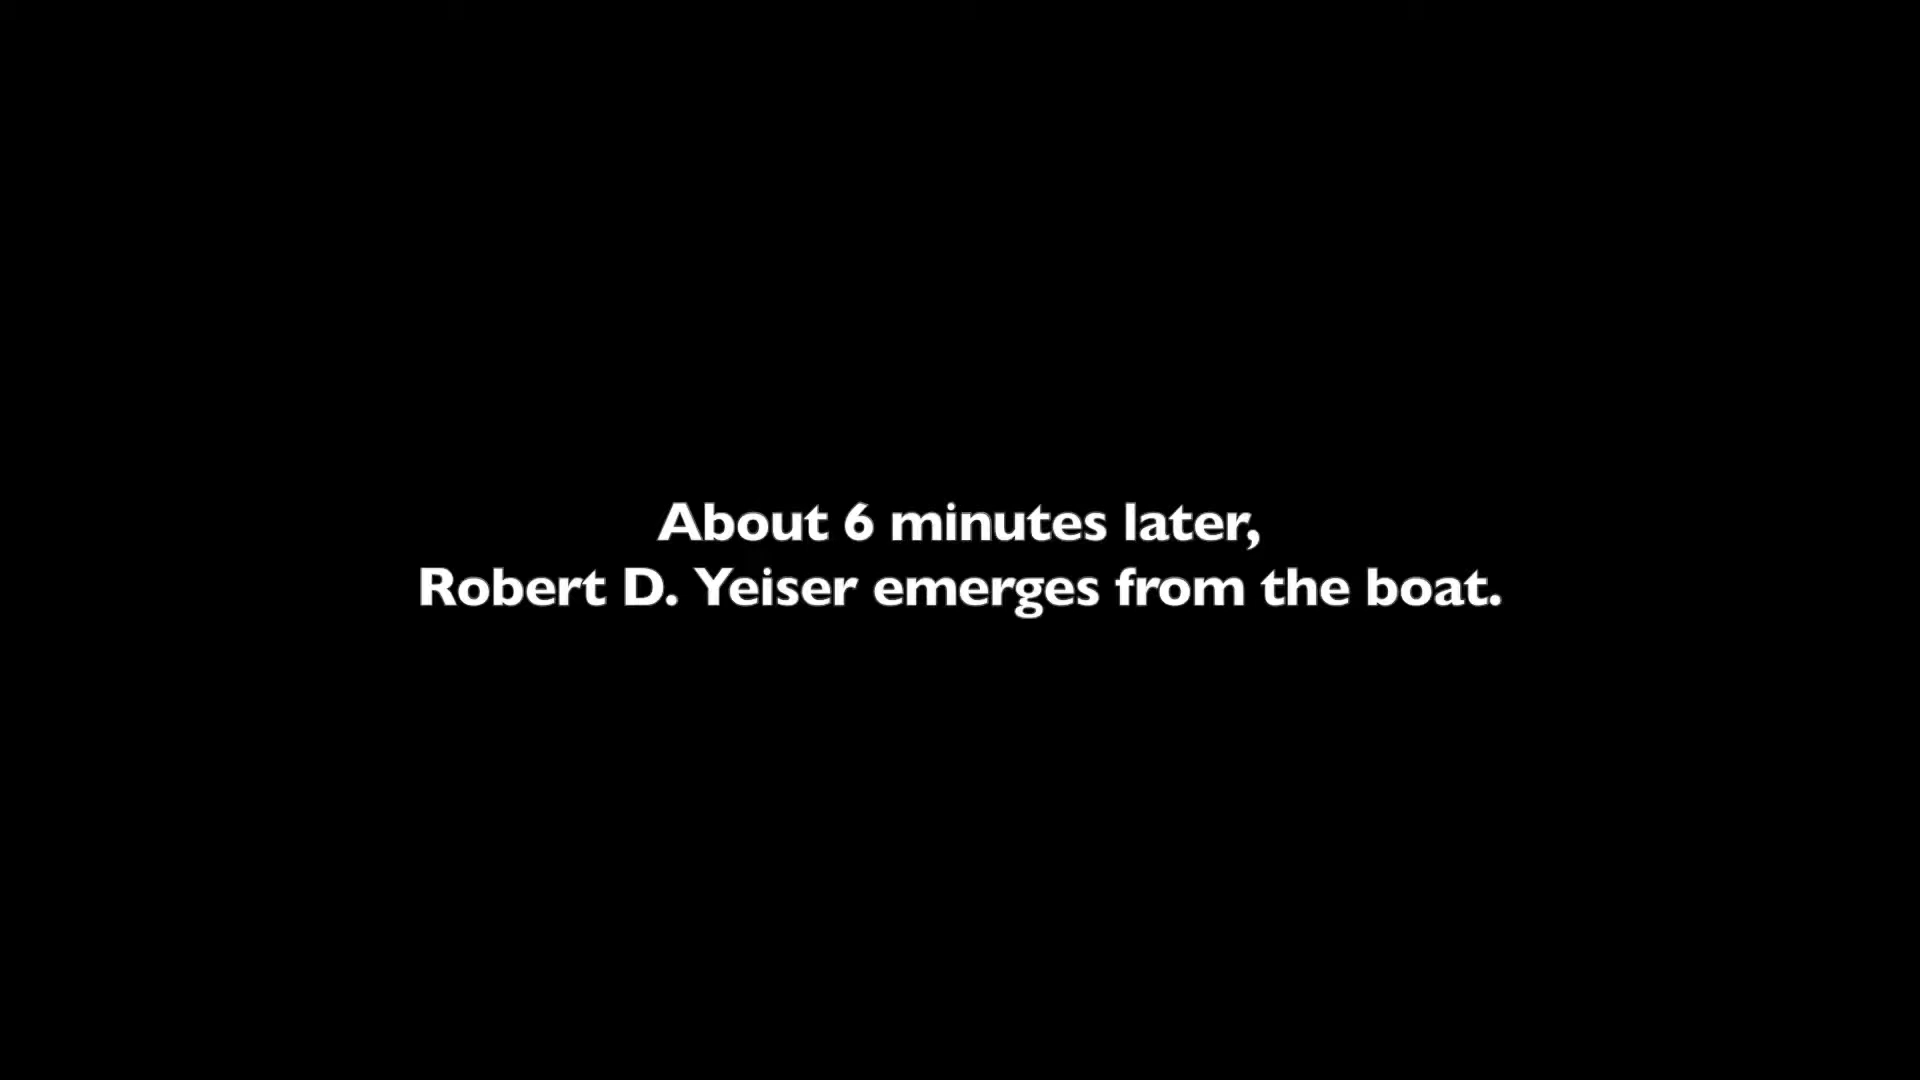 About 6 minutes later,
Robert D. Yeiser emerges from the boat.